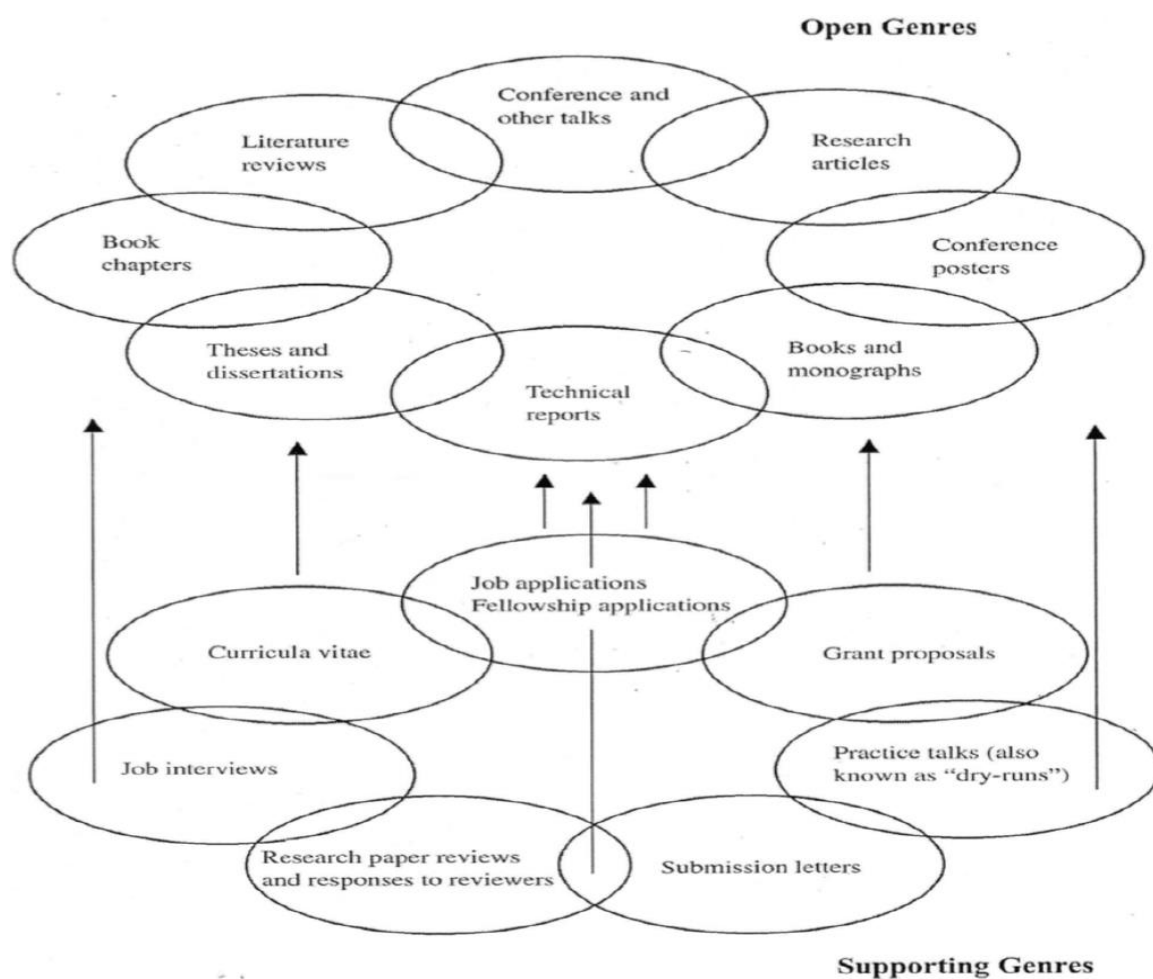 Open Genres
Conference and
other talks
Literature
reviews
Research
articles
Book
chapters
Conference
posters
Theses and
dissertations
Books and
monographs
Technical
reports
Job applications
Fellowship applications
Curricula vitae
Grant proposals
Job interviews
Practice talks (also
known as “dry-runs”)
Research paper reviews
and responses to reviewers
Submission letters
Supporting Genres